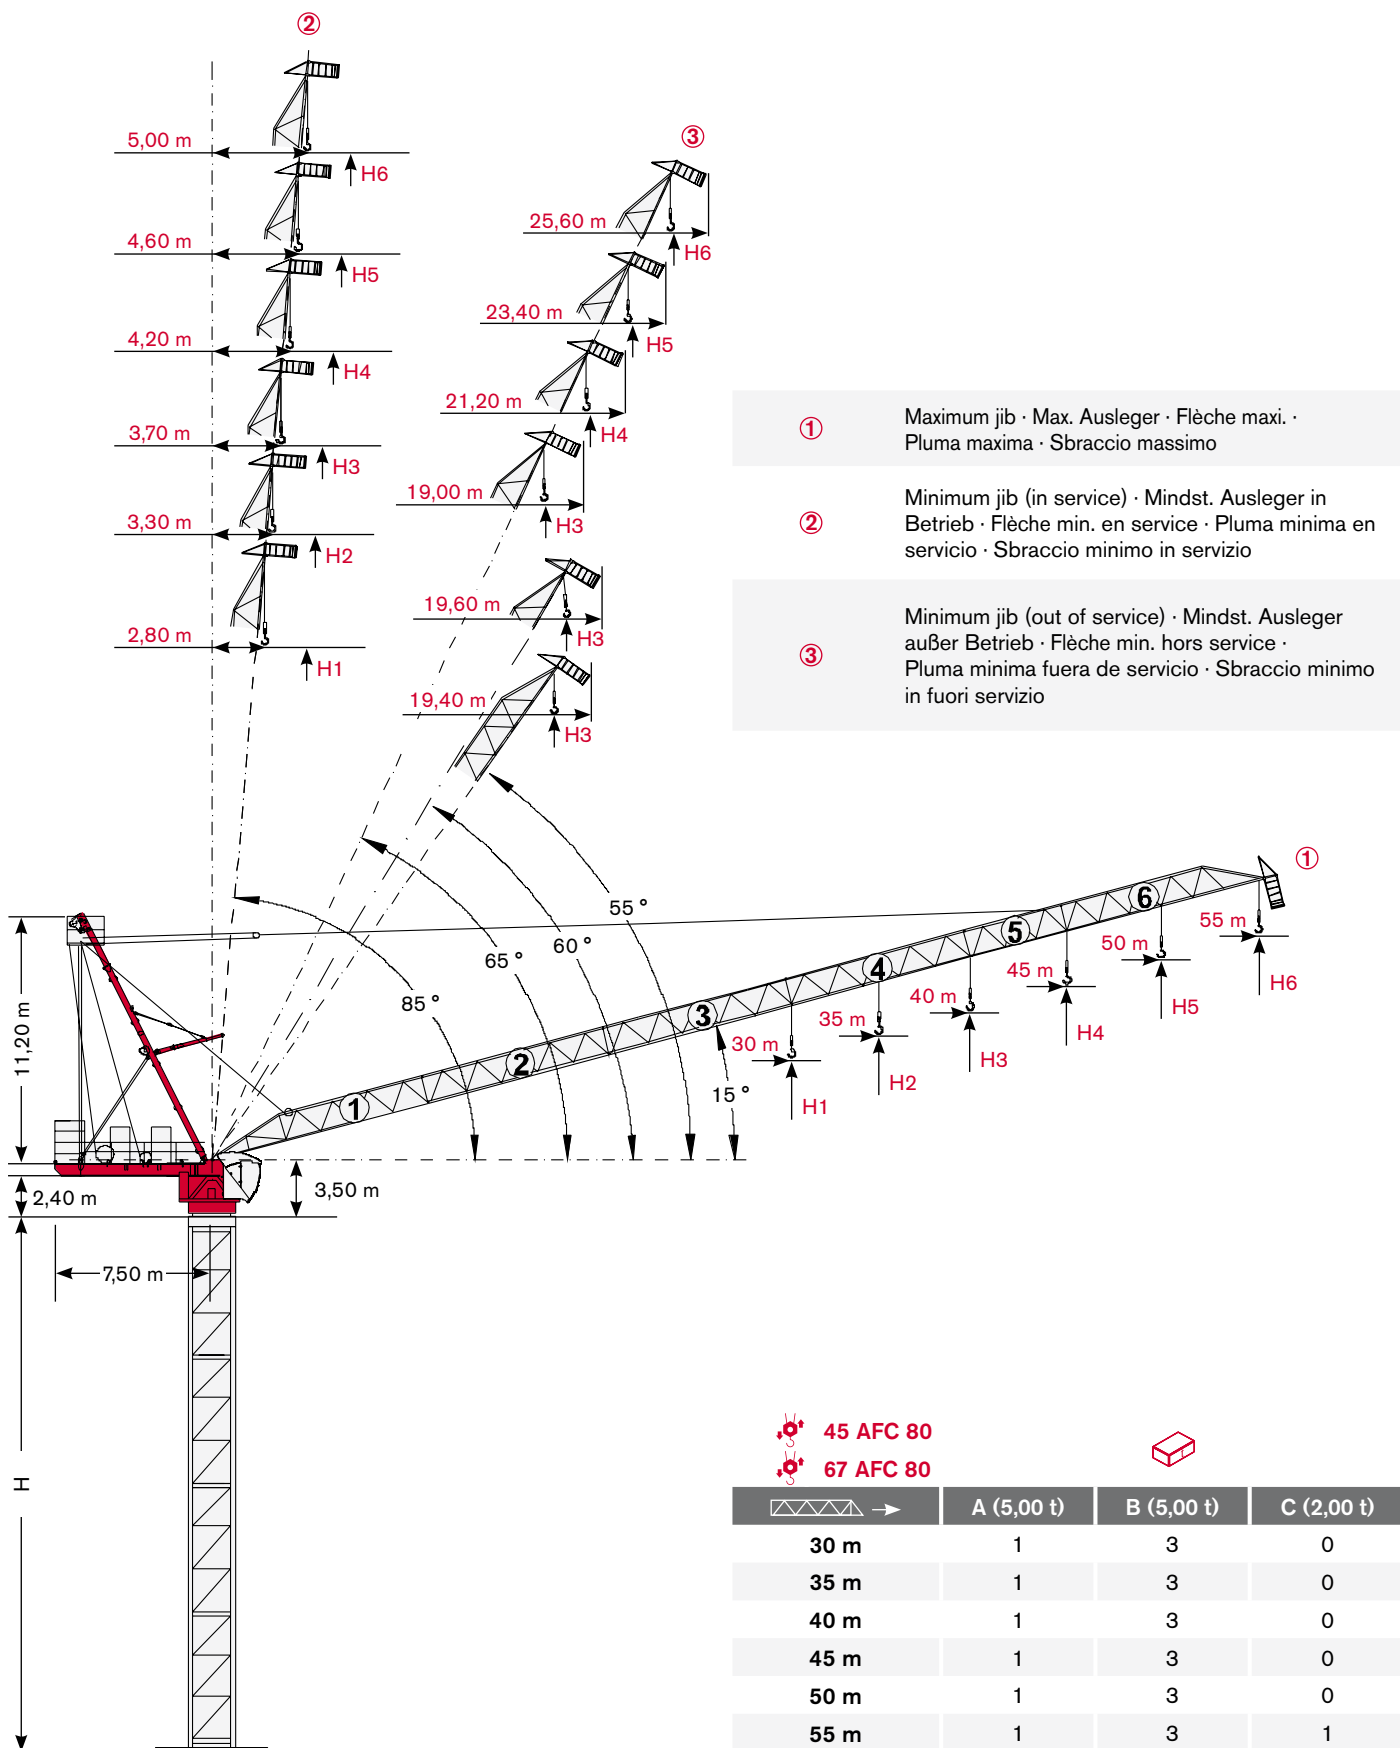 ②
5,00 m
H6
4,60 m
H5
4,20 m
H4
3,70 m
H3
3,30 m
H2
2,80 m
H1
③
25,60 m
H6
23,40 m
H5
21,20 m
H4
19,00 m
H3
19,60 m
H3
19,40 m
H3
① Maximum jib · Max. Ausleger · Flèche maxi. ·
Pluma maxima · Sbraccio massimo
② Minimum jib (in service) · Mindst. Ausleger in
Betrieb · Flèche min. en service · Pluma minima en
servicio · Sbraccio minimo in servizio
③ Minimum jib (out of service) · Mindst. Ausleger
außer Betrieb · Flèche min. hors service ·
Pluma minima fuera de servicio · Sbraccio minimo
in fuori servizio
①
55 °
60 °
65 °
85 °
15 °
1
2
3
4
5
6
30 m
H1
35 m
H2
40 m
H3
45 m
H4
50 m
H5
55 m
H6
11,20 m
2,40 m
3,50 m
7,50 m
H
45 AFC 80
67 AFC 80
A (5,00 t) B (5,00 t) C (2,00 t)
30 m 1 3 0
35 m 1 3 0
40 m 1 3 0
45 m 1 3 0
50 m 1 3 0
55 m 1 3 1